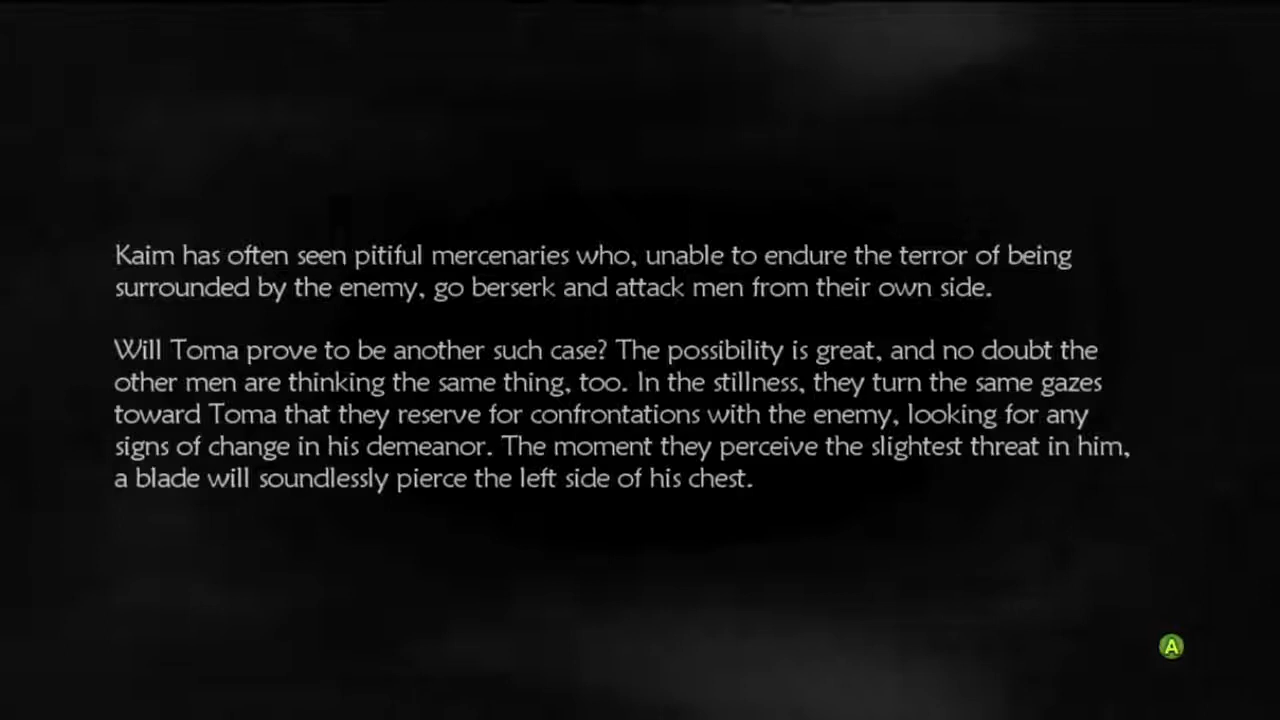 Kaim has often seen pitiful mercenaries who, unable to endure the terror of being
surrounded by the enemy, go berserk and attack men from their own side.
Will Toma prove to be another such case? The possibility is great, and no doubt the
other men are thinking the same thing, too. In the stillness, they turn the same gazes
toward Toma that they reserve for confrontations with the enemy, looking for any
signs of change in his demeanor. The moment they perceive the slightest threat in him,
a blade will soundlessly pierce the left side of his chest.
A